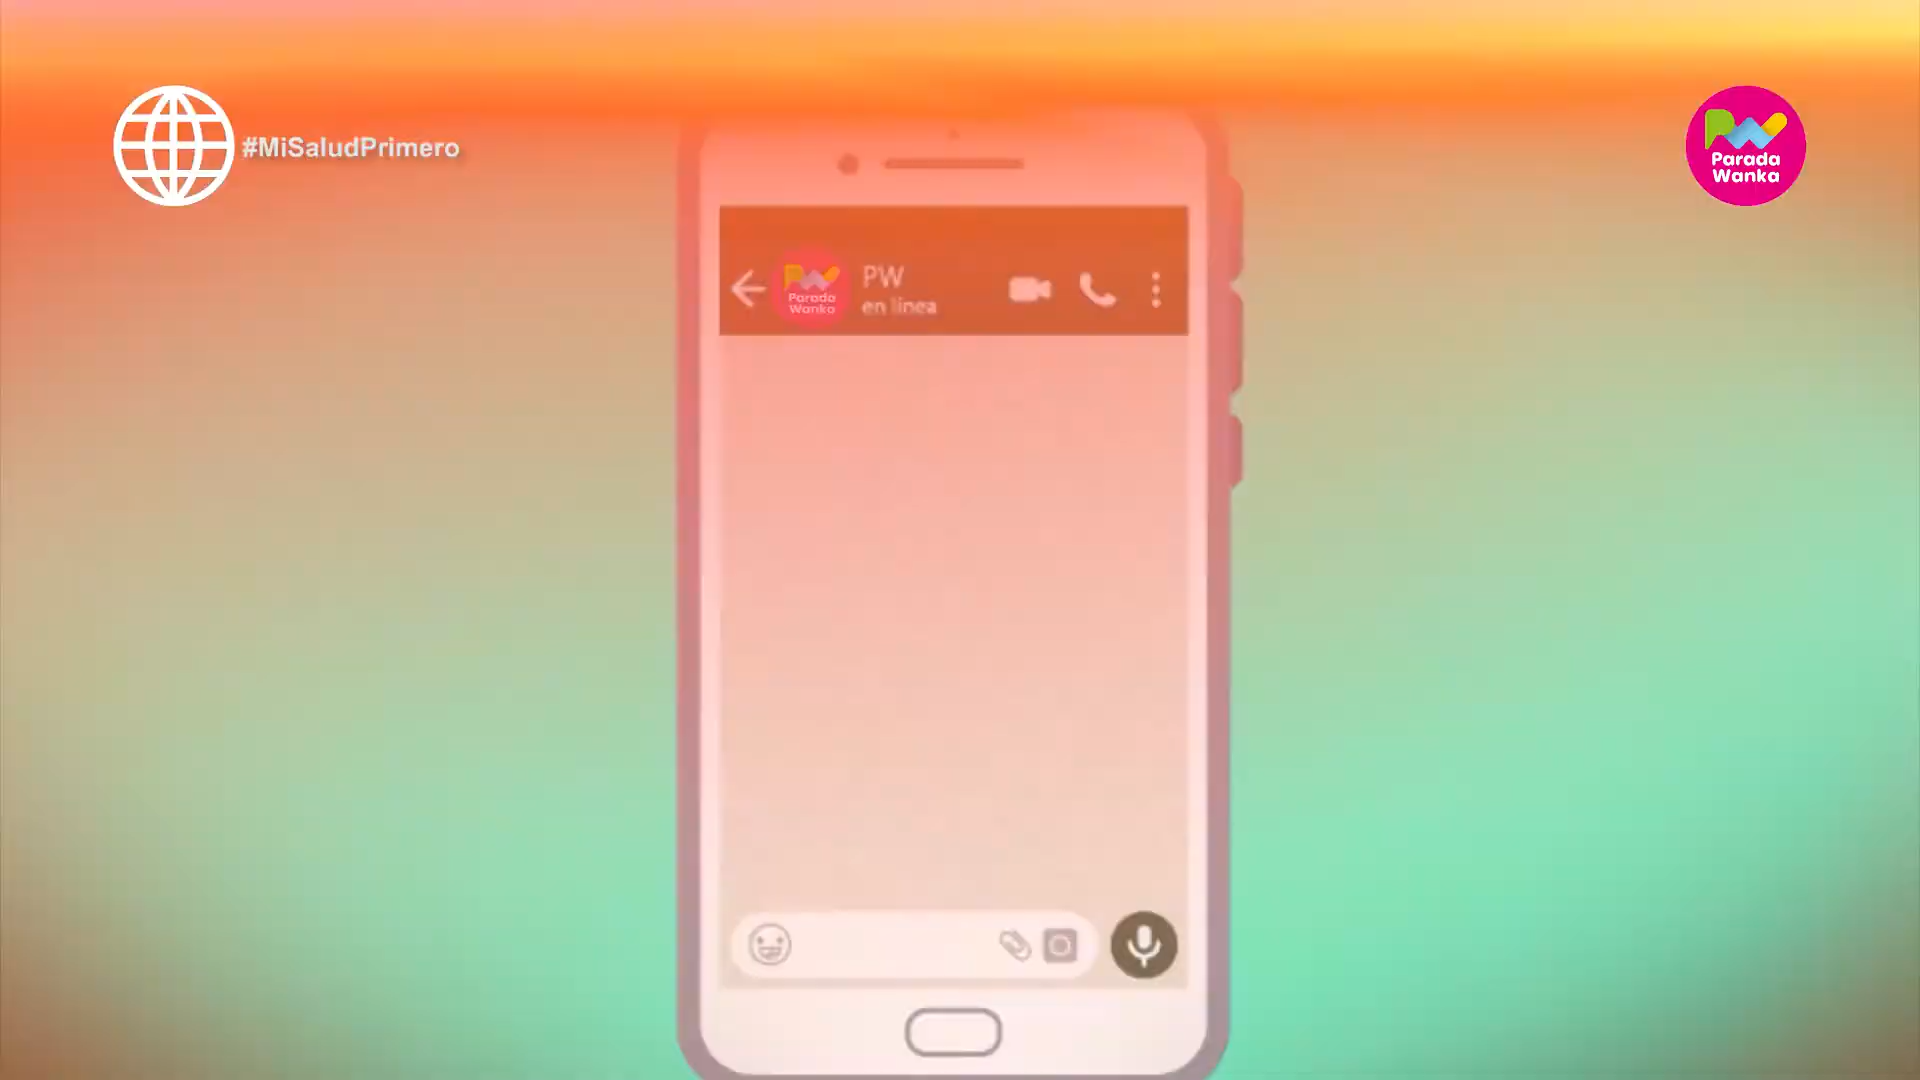 #MiSaludPrimero
Parada
Wanka
PW
en línea
Parada
Wanka